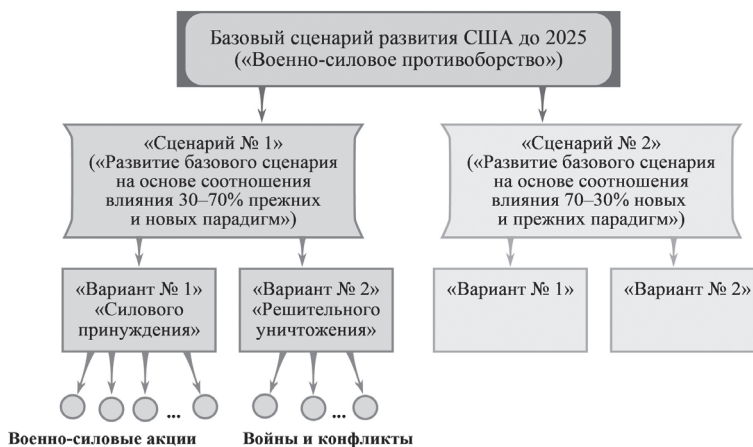 Базовый сценарий развития США до 2025
(«Военно-силовое противоборство»)
«Сценарий № 1»
(«Развитие базового сценария
на основе соотношения
влияния 30–70% прежних
и новых парадигм»)
«Сценарий № 2»
(«Развитие базового сценария
на основе соотношения
влияния 70–30% новых
и прежних парадигм»)
«Вариант № 1»
«Силового
принуждения»
«Вариант № 2»
«Решительного
уничтожения»
«Вариант № 1»
«Вариант № 2»
...
...
Военно-силовые акции
Войны и конфликты